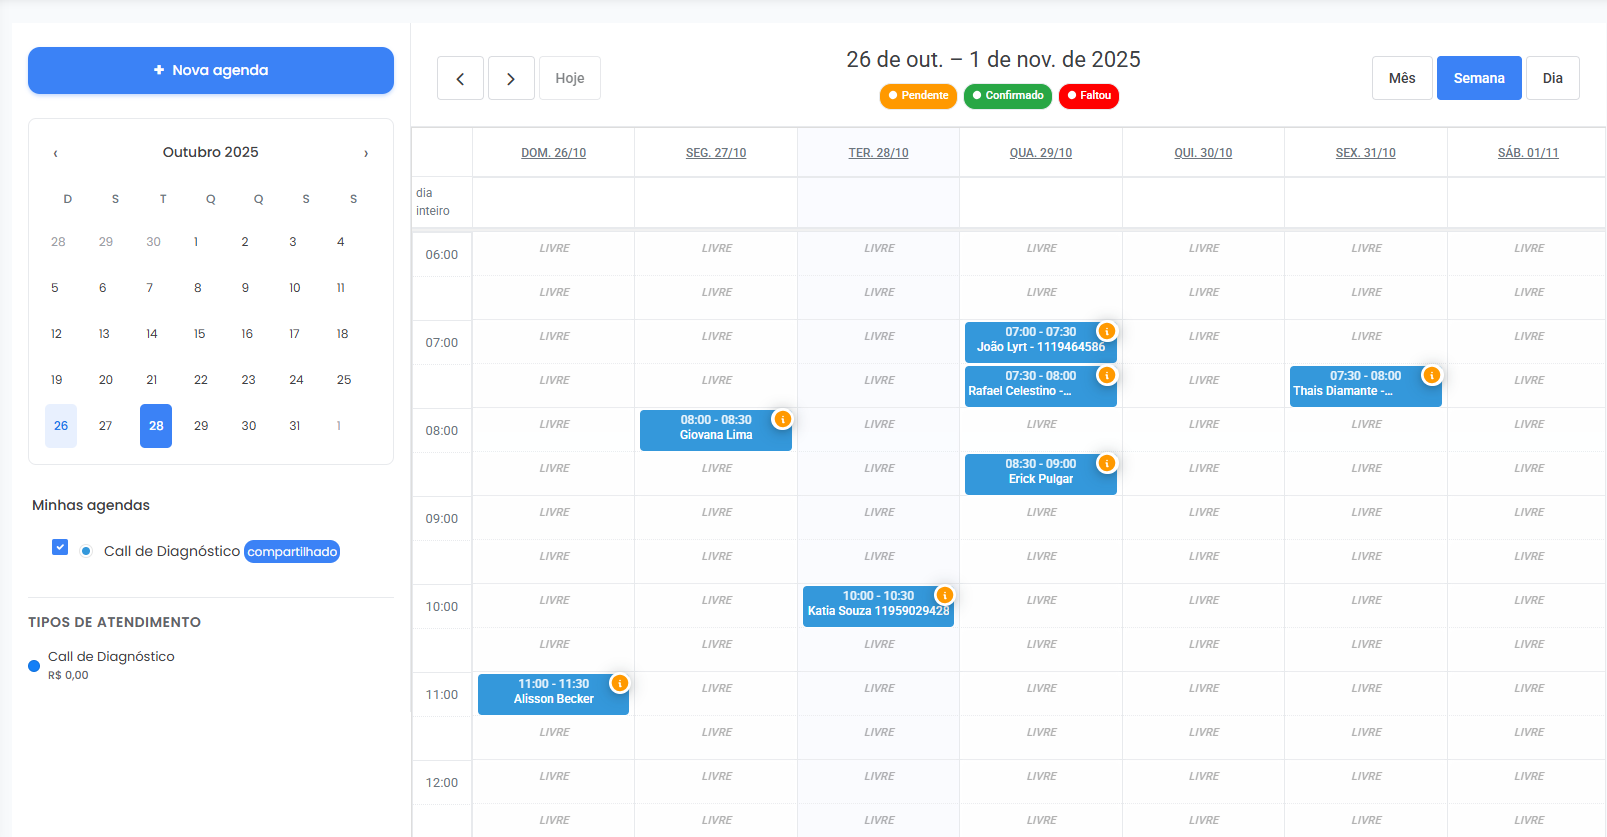 + Nova agenda
‹ Outubro 2025 ›
D S T Q Q S S
28 29 30 1 2 3 4
5 6 7 8 9 10 11
12 13 14 15 16 17 18
19 20 21 22 23 24 25
26 27 28 29 30 31 1
Minhas agendas
Call de Diagnóstico compartilhado
TIPOS DE ATENDIMENTO
Call de Diagnóstico
R$ 0,00
Hoje
26 de out. – 1 de nov. de 2025
Pendente Confirmado Faltou
Mês Semana Dia
DOM. 26/10 SEG. 27/10 TER. 28/10 QUA. 29/10 QUI. 30/10 SEX. 31/10 SÁB. 01/11
dia
inteiro
06:00 LIVRE LIVRE LIVRE LIVRE LIVRE LIVRE LIVRE
LIVRE LIVRE LIVRE LIVRE LIVRE LIVRE LIVRE
07:00 LIVRE LIVRE LIVRE 07:00 - 07:30 LIVRE LIVRE LIVRE
João Lyrt - 1119464586
LIVRE LIVRE LIVRE 07:30 - 08:00 LIVRE 07:30 - 08:00 LIVRE
Rafael Celestino -... Thais Diamante -...
08:00 LIVRE 08:00 - 08:30 LIVRE LIVRE LIVRE LIVRE LIVRE
Giovana Lima
LIVRE LIVRE LIVRE 08:30 - 09:00 LIVRE LIVRE LIVRE
Erick Pulgar
09:00 LIVRE LIVRE LIVRE LIVRE LIVRE LIVRE LIVRE
LIVRE LIVRE LIVRE LIVRE LIVRE LIVRE LIVRE
10:00 LIVRE LIVRE 10:00 - 10:30 LIVRE LIVRE LIVRE LIVRE
Katia Souza 11959029428
LIVRE LIVRE LIVRE LIVRE LIVRE LIVRE LIVRE
11:00 11:00 - 11:30 LIVRE LIVRE LIVRE LIVRE LIVRE LIVRE
Alisson Becker
LIVRE LIVRE LIVRE LIVRE LIVRE LIVRE LIVRE
12:00 LIVRE LIVRE LIVRE LIVRE LIVRE LIVRE LIVRE
LIVRE LIVRE LIVRE LIVRE LIVRE LIVRE LIVRE